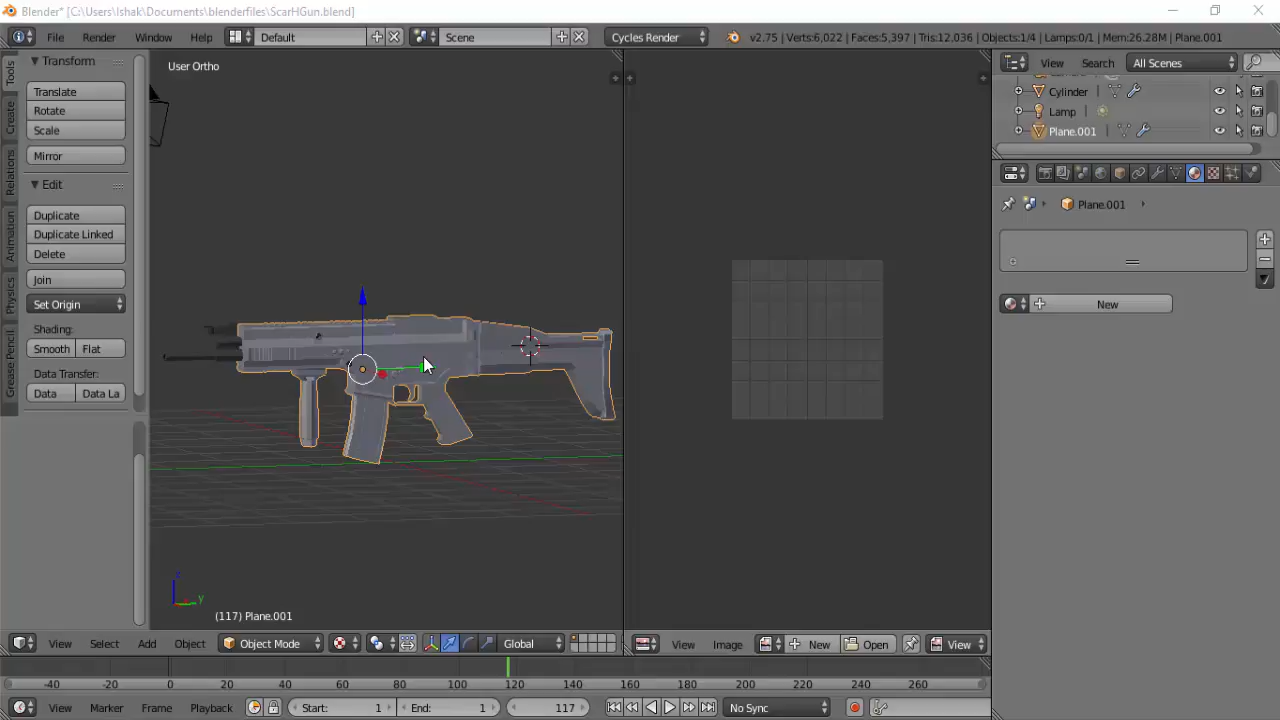 Blender* [C:\Users\Ishak\Documents\blenderfiles\ScarHGun.blend]
File Render Window Help Default Scene Cycles Render v2.75 | Verts:6,022 | Faces:5,397 | Tris:12,036 | Objects:1/4 | Lamps:0/1 | Mem:26.28M | Plane.001
Tools
Create
Relations
Animation
Physics
Grease Pencil
Transform
Translate
Rotate
Scale
Mirror
Edit
Duplicate
Duplicate Linked
Delete
Join
Set Origin
Shading:
Smooth Flat
Data Transfer:
Data Data La
User Ortho
z
y
(117) Plane.001
View Select Add Object Object Mode Global
View Image New Open View
View Search All Scenes
Cylinder
Lamp
Plane.001
Plane.001
New
-40 -20 0 20 40 60 80 100 120 140 160 180 200 220 240 260
View Marker Frame Playback Start: 1 End: 1 117 No Sync